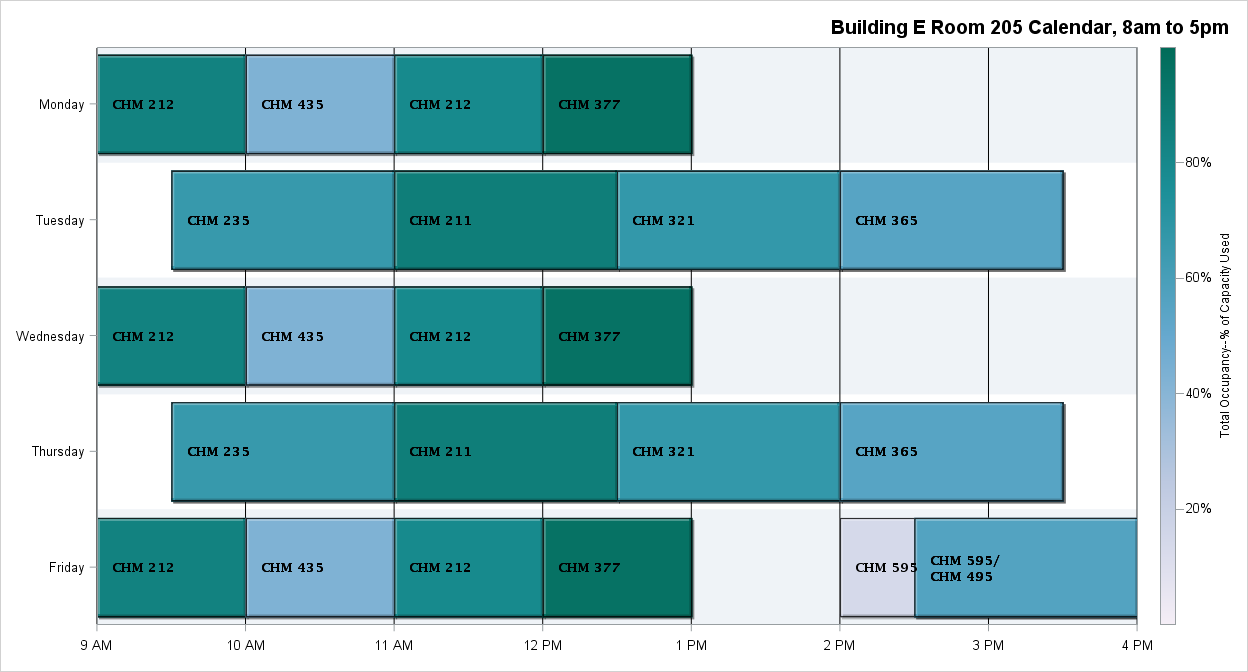 Building E Room 205 Calendar, 8am to 5pm
Monday
CHM 212
CHM 435
CHM 212
CHM 377
Tuesday
CHM 235
CHM 211
CHM 321
CHM 365
Wednesday
CHM 212
CHM 435
CHM 212
CHM 377
Thursday
CHM 235
CHM 211
CHM 321
CHM 365
Friday
CHM 212
CHM 435
CHM 212
CHM 377
CHM 595
CHM 595/
CHM 495
9 AM
10 AM
11 AM
12 PM
1 PM
2 PM
3 PM
4 PM
80%
60%
40%
20%
Total Occupancy--% of Capacity Used